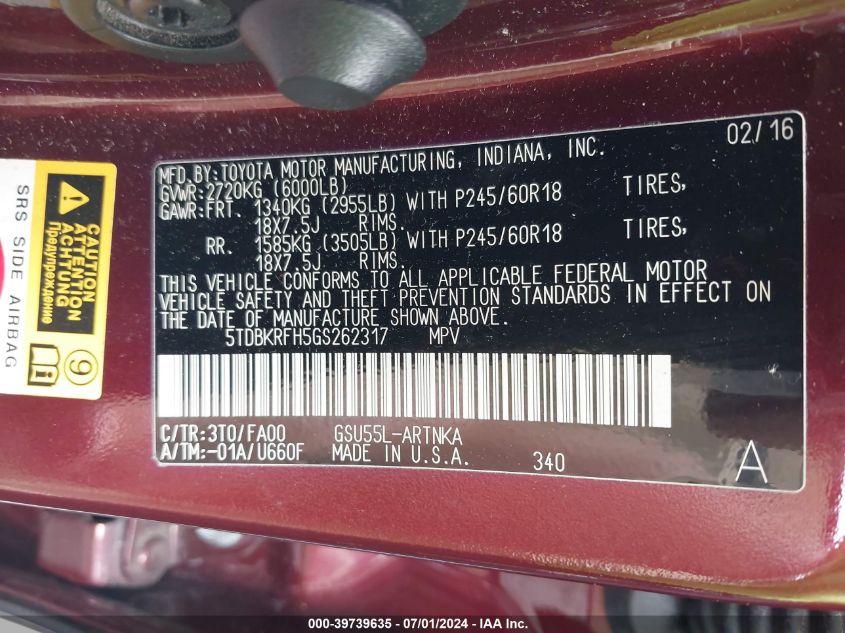 02/16
MFD.BY:TOYOTA MOTOR MANUFACTURING, INDIANA, INC.
GVWR:2720KG (6000LB)
GAWR:FRT. 1340KG (2955LB) WITH P245/60R18 TIRES,
18X7.5J RIMS.
RR. 1585KG (3505LB) WITH P245/60R18 TIRES,
18X7.5J RIMS.
THIS VEHICLE CONFORMS TO ALL APPLICABLE FEDERAL MOTOR
VEHICLE SAFETY AND THEFT PREVENTION STANDARDS IN EFFECT ON
THE DATE OF MANUFACTURE SHOWN ABOVE.
5TDBKRFH5GS262317 MPV
C/TR:3T0/FA00 GSU55L-ARTNKA
A/TM:-01A/U660F MADE IN U.S.A. 340 A
SRS SIDE AIRBAG
CAUTION
ATTENTION
ACHTUNG
Предупреждение
9
000-39739635 - 07/01/2024 - IAA Inc.